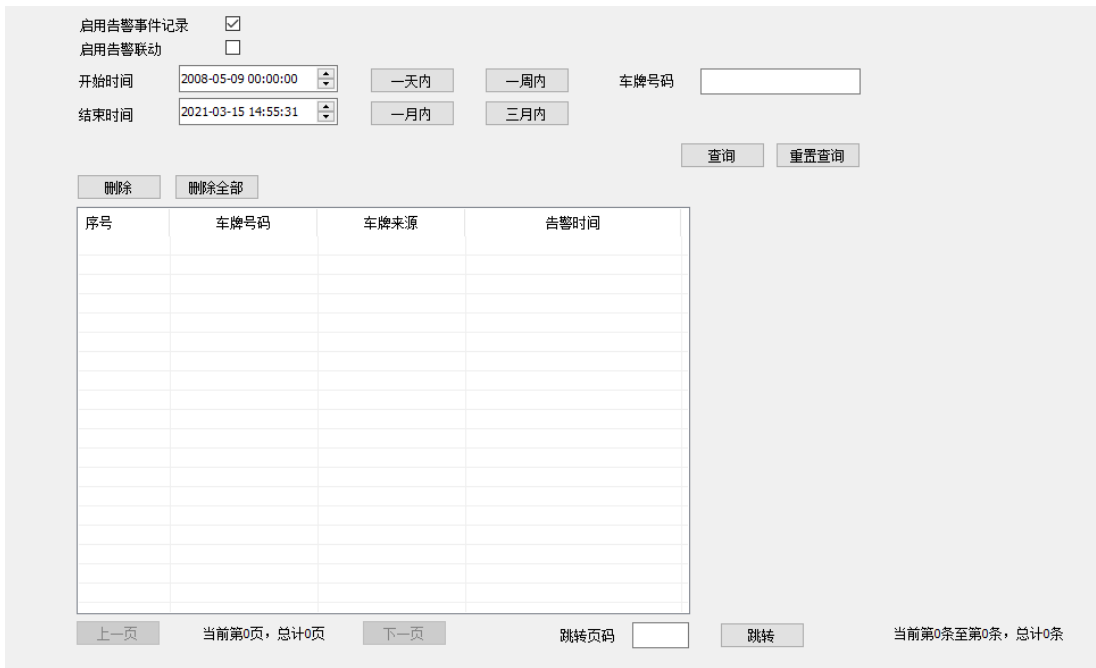 启用告警事件记录
启用告警联动
开始时间 2008-05-09 00:00:00 一天内 一周内 车牌号码
结束时间 2021-03-15 14:55:31 一月内 三月内
查询 重置查询
删除 删除全部
序号 车牌号码 车牌来源 告警时间
上一页 当前第0页，总计0页 下一页 跳转页码 跳转 当前第0条至第0条，总计0条